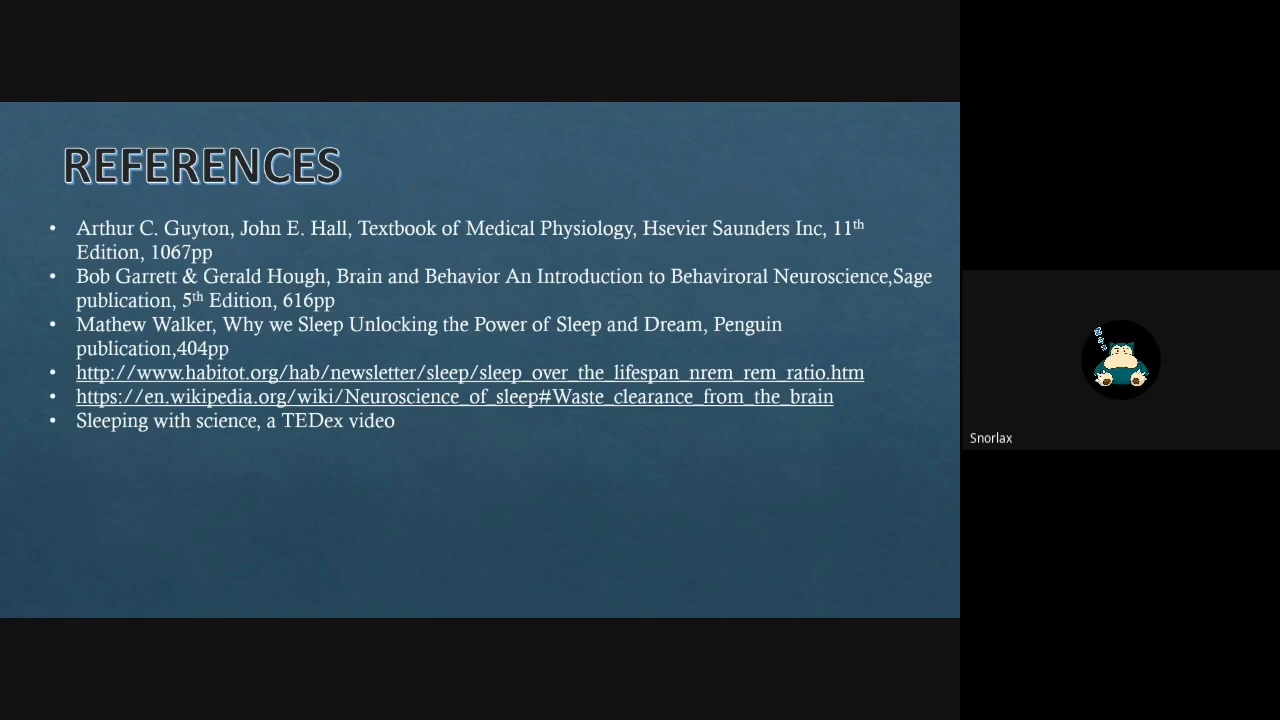 REFERENCES
• Arthur C. Guyton, John E. Hall, Textbook of Medical Physiology, Hsevier Saunders Inc, 11th
Edition, 1067pp
• Bob Garrett & Gerald Hough, Brain and Behavior An Introduction to Behaviroral Neuroscience,Sage
publication, 5th Edition, 616pp
• Mathew Walker, Why we Sleep Unlocking the Power of Sleep and Dream, Penguin
publication,404pp
• http://www.habitot.org/hab/newsletter/sleep/sleep_over_the_lifespan_nrem_rem_ratio.htm
• https://en.wikipedia.org/wiki/Neuroscience_of_sleep#Waste_clearance_from_the_brain
• Sleeping with science, a TEDex video
Snorlax